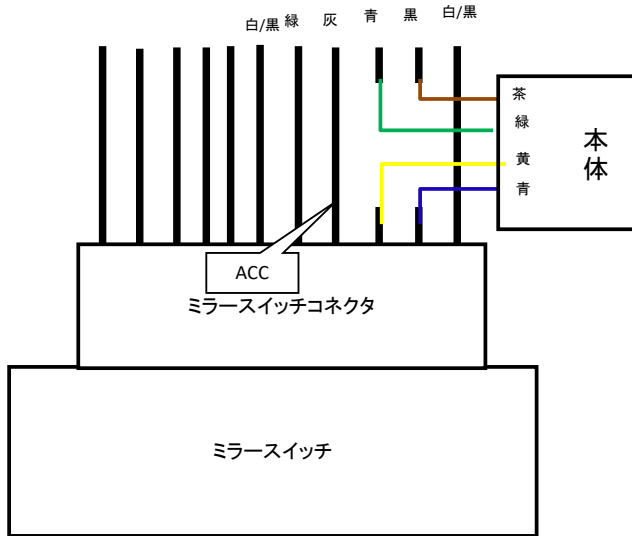 白/黒 緑 灰 青 黒 白/黒
茶
緑
黄
青
本体
ACC
ミラースイッチコネクタ
ミラースイッチ